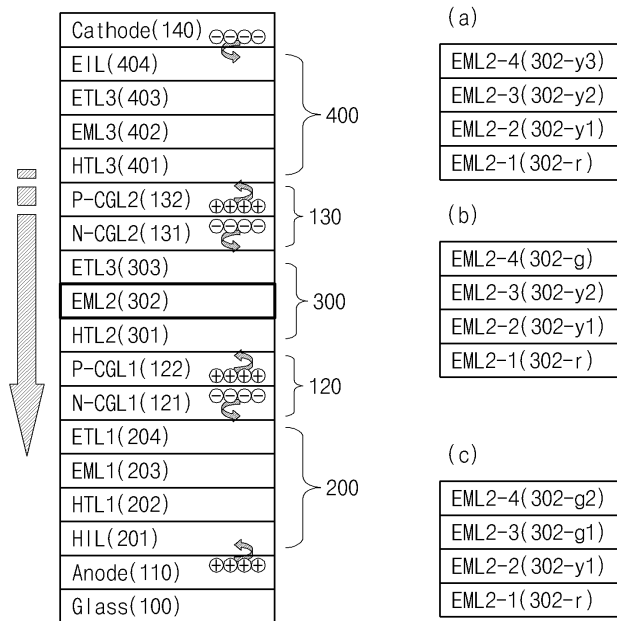 Cathode(140)
EIL(404)
ETL3(403)
EML3(402)
HTL3(401)
400
P-CGL2(132)
N-CGL2(131)
130
ETL3(303)
EML2(302)
HTL2(301)
300
P-CGL1(122)
N-CGL1(121)
120
ETL1(204)
EML1(203)
HTL1(202)
HIL(201)
200
Anode(110)
Glass(100)
(a)
EML2-4(302-y3)
EML2-3(302-y2)
EML2-2(302-y1)
EML2-1(302-r)
(b)
EML2-4(302-g)
EML2-3(302-y2)
EML2-2(302-y1)
EML2-1(302-r)
(c)
EML2-4(302-g2)
EML2-3(302-g1)
EML2-2(302-y1)
EML2-1(302-r)